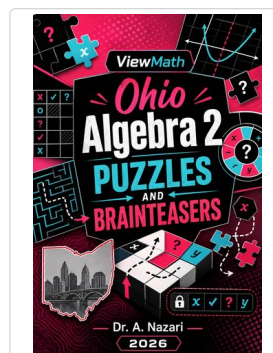 ViewMath
Ohio
Algebra 2
PUZZLES
AND
BRAINTEASERS
Dr. A. Nazari
2026